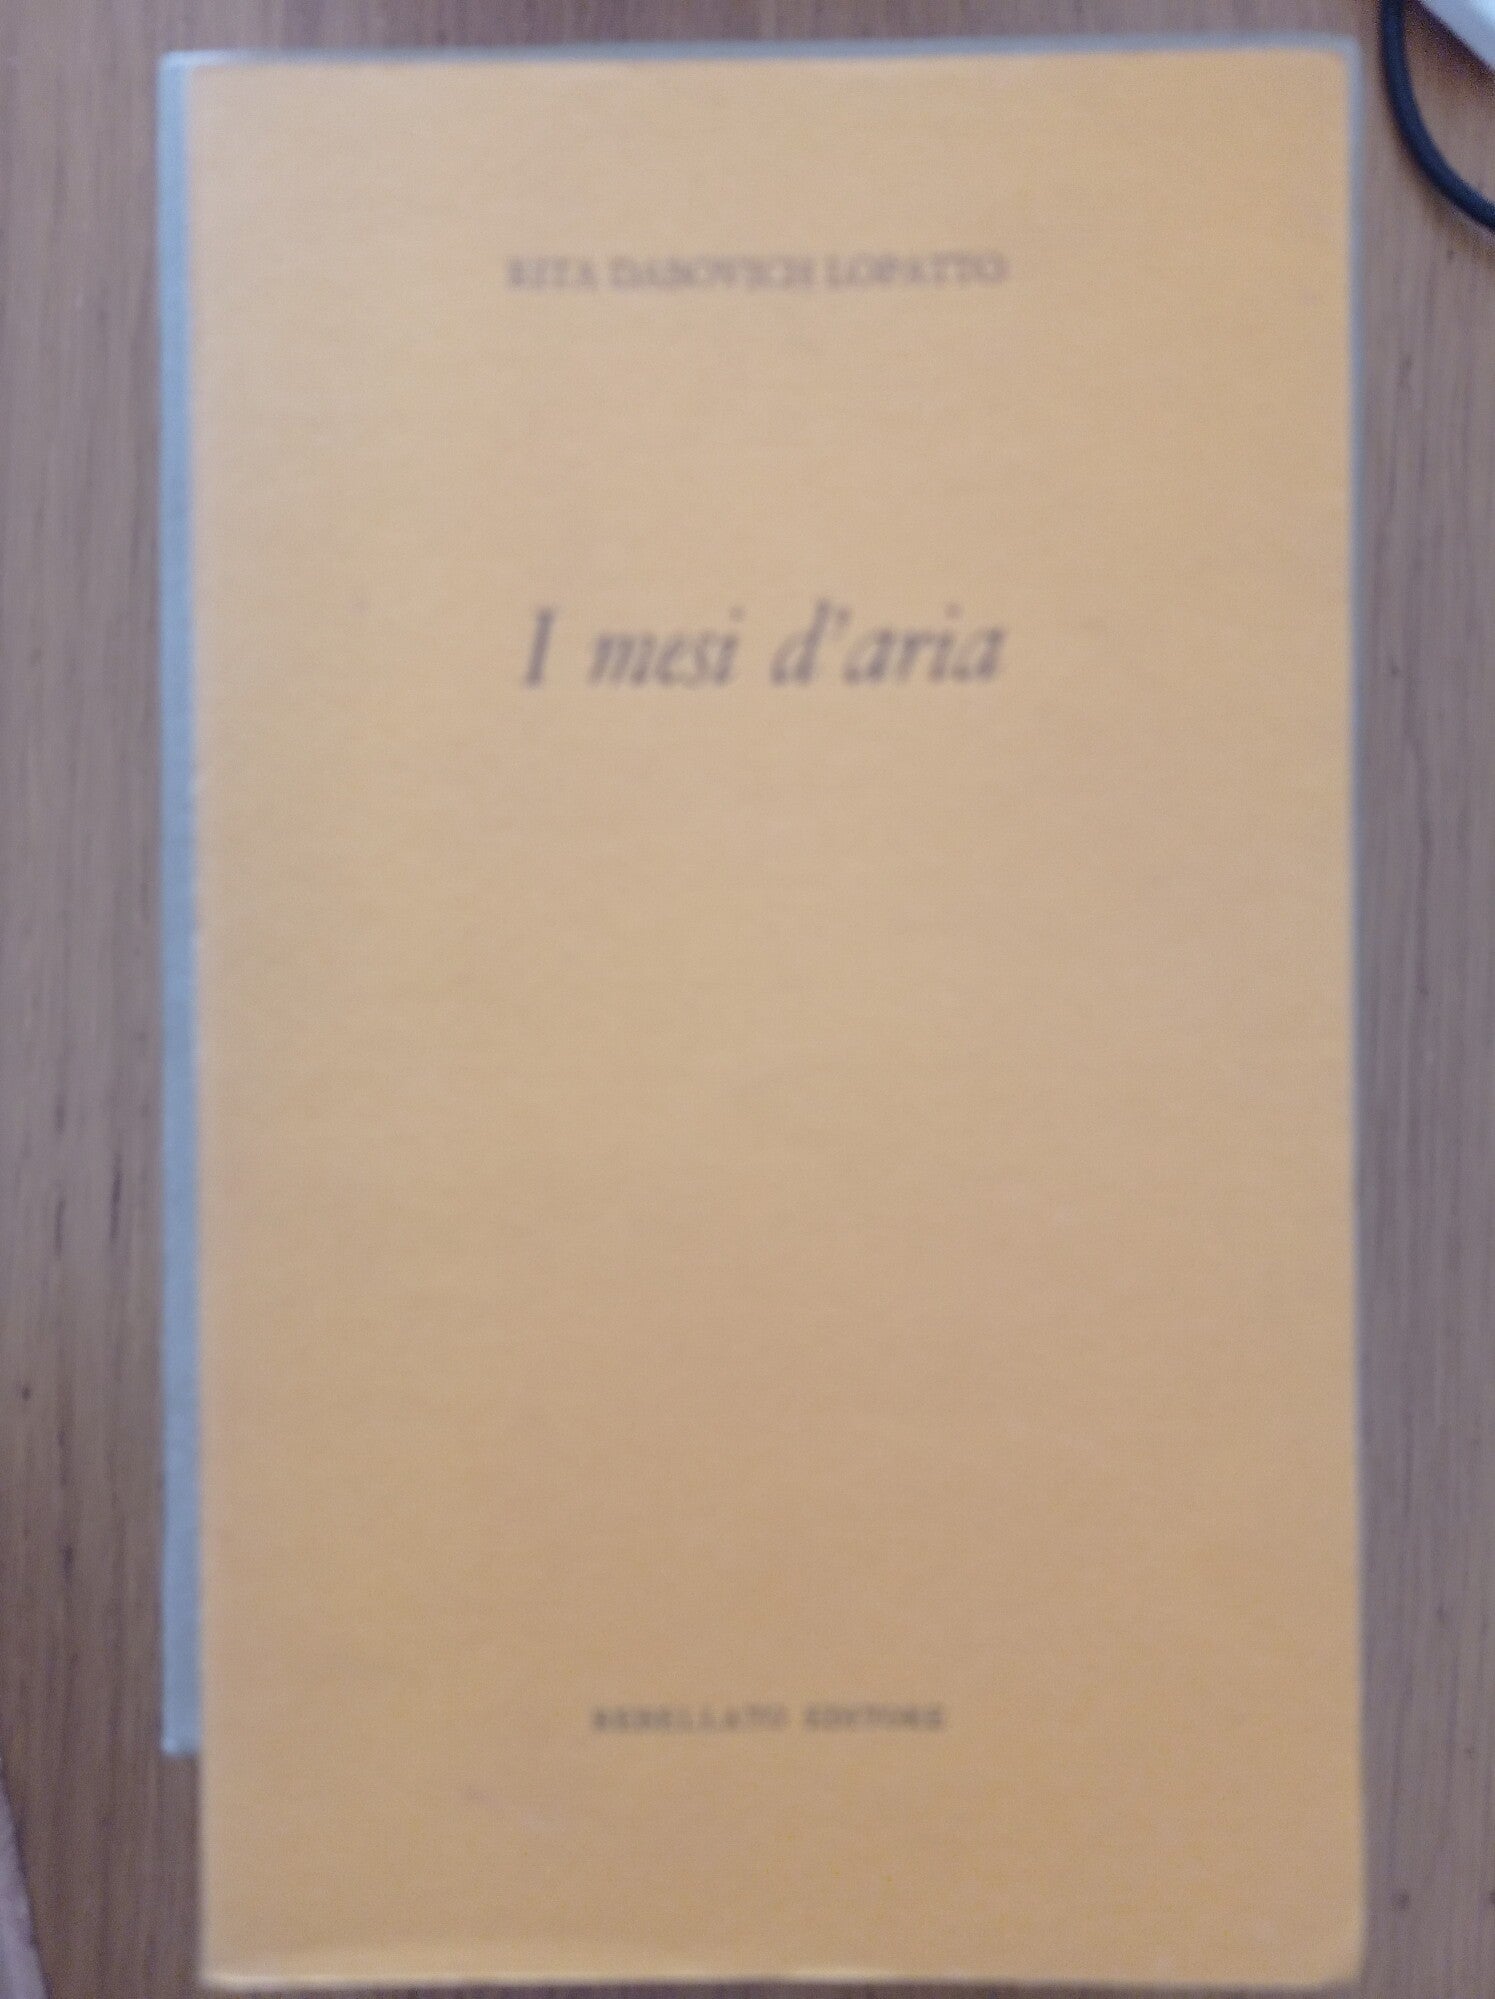 RITA DABOVICH LOPATTO
I mesi d'aria
REBELLATO EDITORE